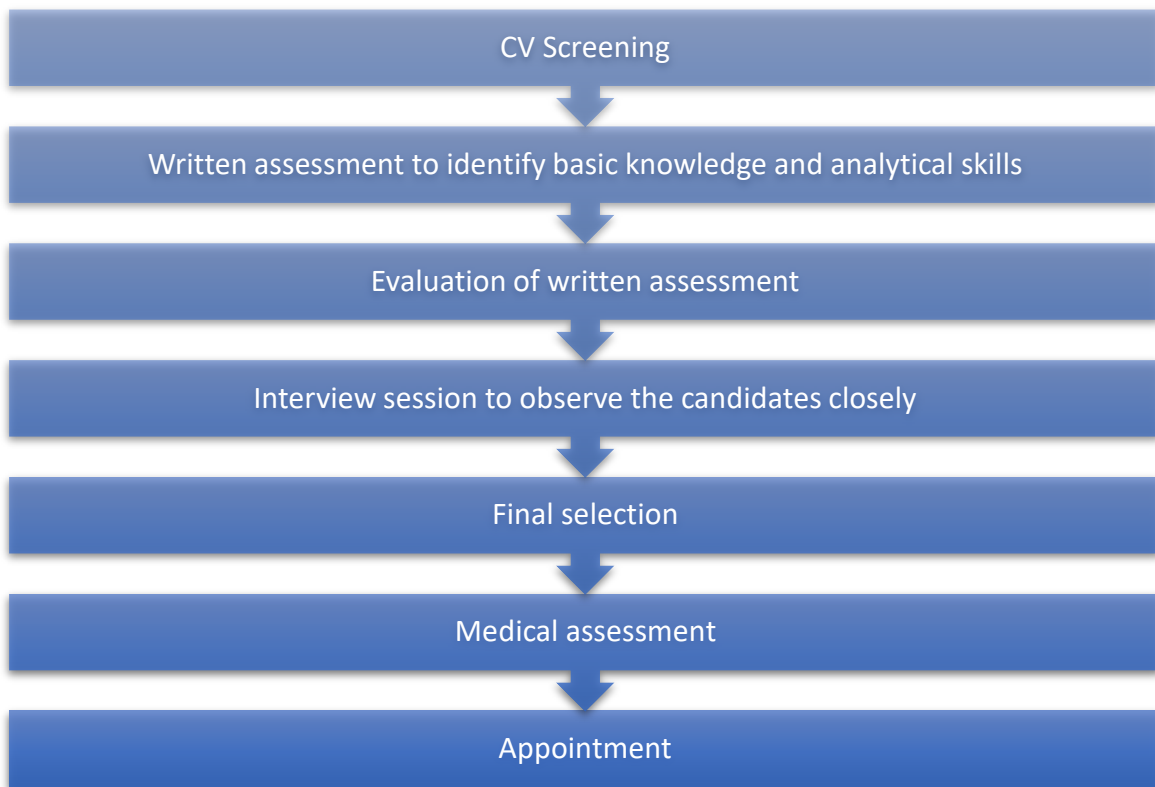 CV Screening
Written assessment to identify basic knowledge and analytical skills
Evaluation of written assessment
Interview session to observe the candidates closely
Final selection
Medical assessment
Appointment